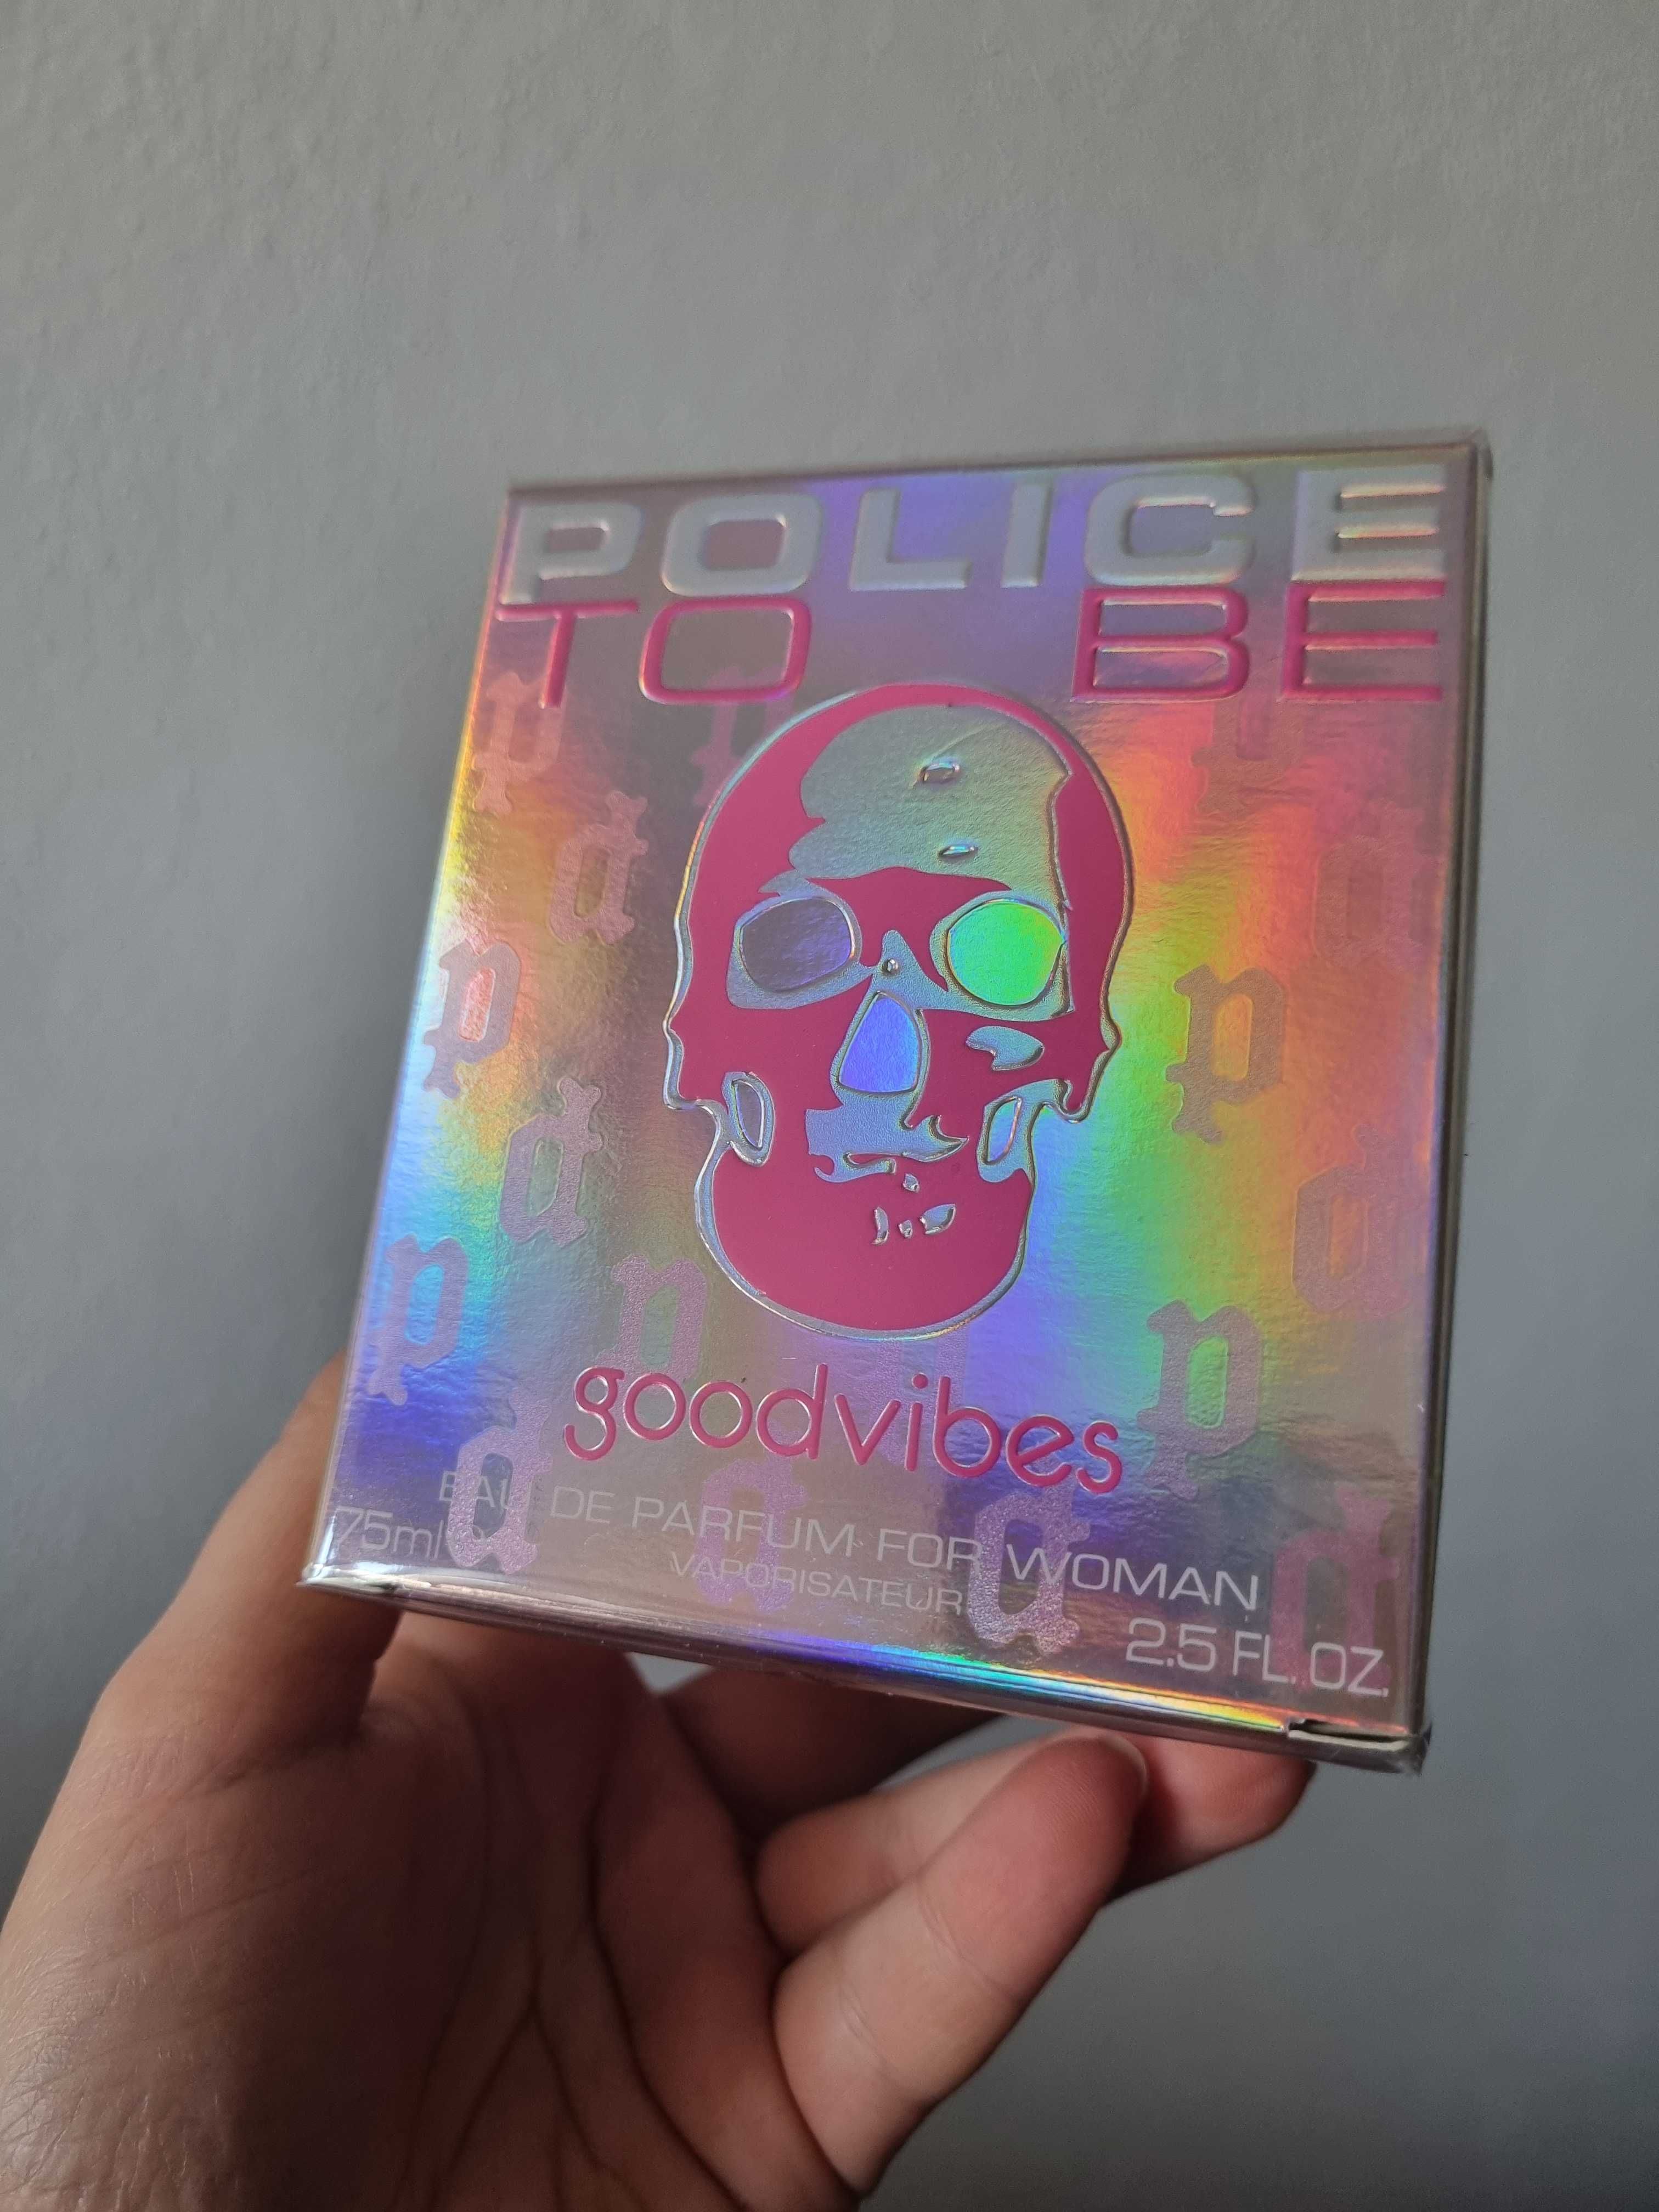 POLICE
TO BE
goodvibes
EAU DE PARFUM FOR WOMAN
VAPORISATEUR
75ml 2.5 FL. OZ.